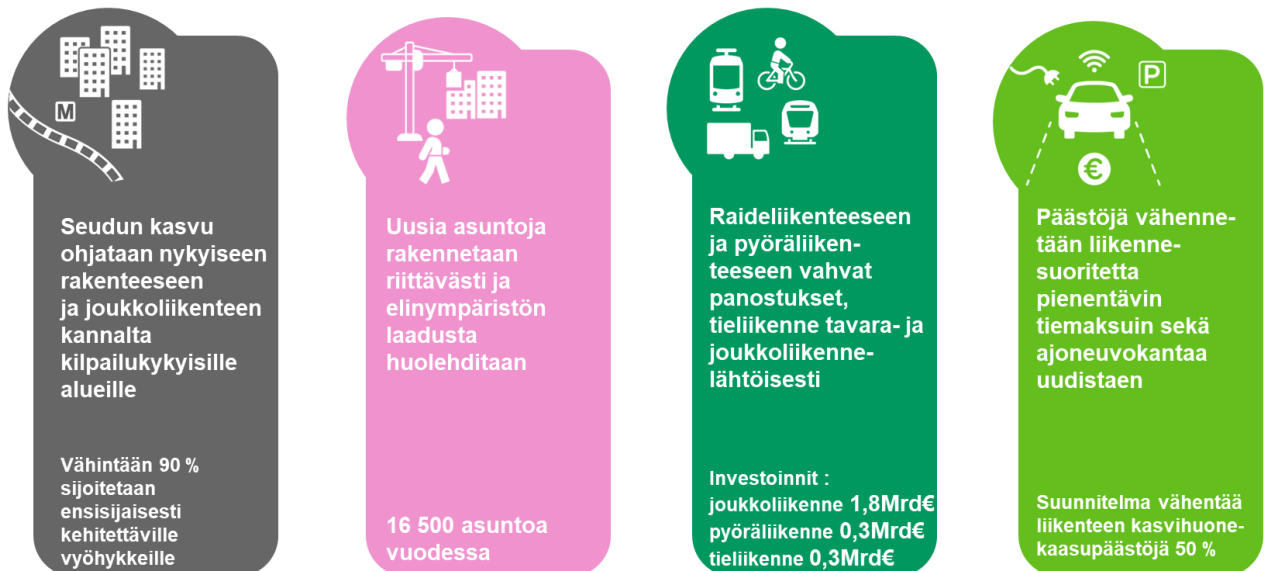 M
Seudun kasvu
ohjataan nykyiseen
rakenteeseen
ja joukkoliikenteen
kannalta
kilpailukykyisille
alueille
Vähintään 90 %
sijoitetaan
ensisijaisesti
kehitettäville
vyöhykkeille
Uusia asuntoja
rakennetaan
riittävästi ja
elinympäristön
laadusta
huolehditaan
16 500 asuntoa
vuodessa
Raideliikenteeseen
ja pyöräliiken-
teeseen vahvat
panostukset,
tieliikenne tavara- ja
joukkoliikenne-
lähtöisesti
Investoinnit :
joukkoliikenne 1,8Mrd€
pyöräliikenne 0,3Mrd€
tieliikenne 0,3Mrd€
P
€
Päästöjä vähenne-
tään liikenne-
suoritetta
pienentävin
tiemaksuin sekä
ajoneuvokantaa
uudistaen
Suunnitelma vähentää
liikenteen kasvihuone-
kaasupäästöjä 50 %